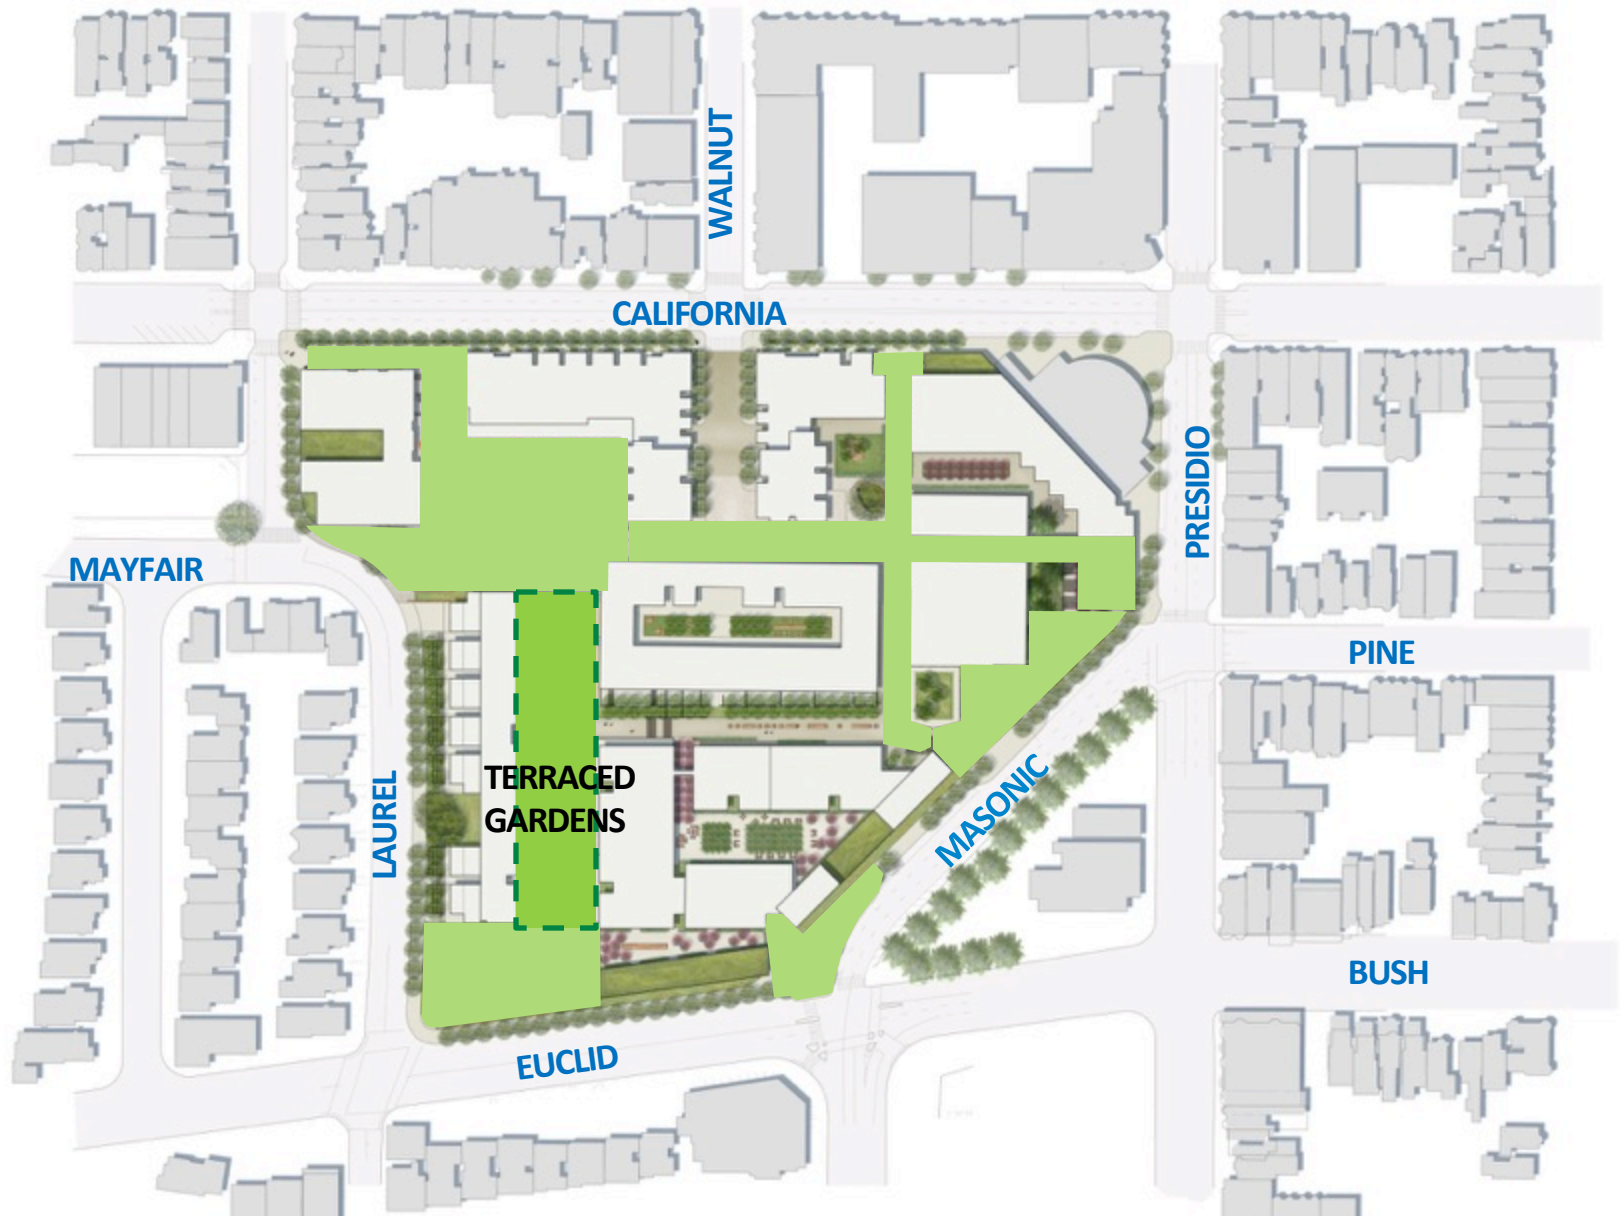 WALNUT
CALIFORNIA
PRESIDIO
MAYFAIR
PINE
TERRACED
GARDENS
LAUREL
MASONIC
BUSH
EUCLID